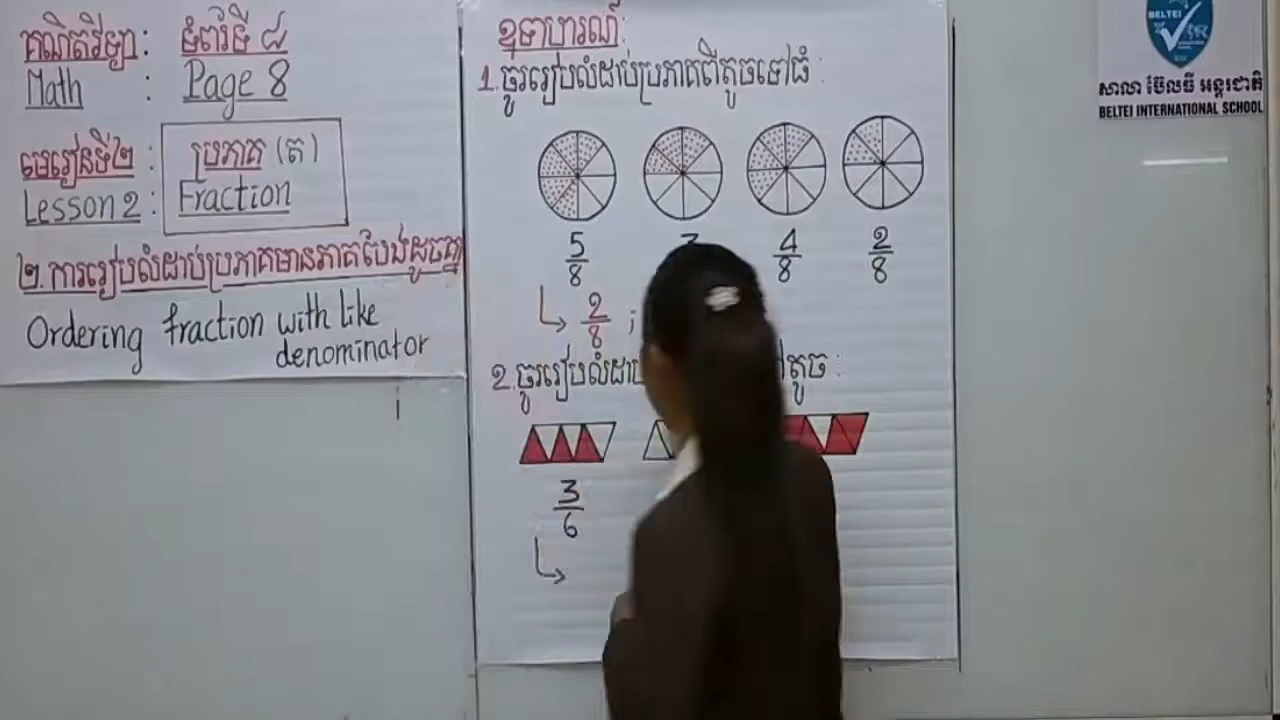 គណិតវិទ្យា : ទំព័រទី ៨
Math : Page 8
មេរៀនទី២ : ប្រភាគ (ត)
Lesson 2 : Fraction
២.ការរៀបលំដាប់ប្រភាគមានភាគបែងដូចគ្នា
Ordering fraction with like
denominator
ឧទាហរណ៍:
1.ចូររៀបលំដាប់ប្រភាគពីតូចទៅធំ :
5/8 4/8 2/8
2/8 ;
2.ចូររៀបលំដាប់ តូច :
3/6
BELTEI
សាលា ប៊ែលធី អន្តរជាតិ
BELTEI INTERNATIONAL SCHOOL